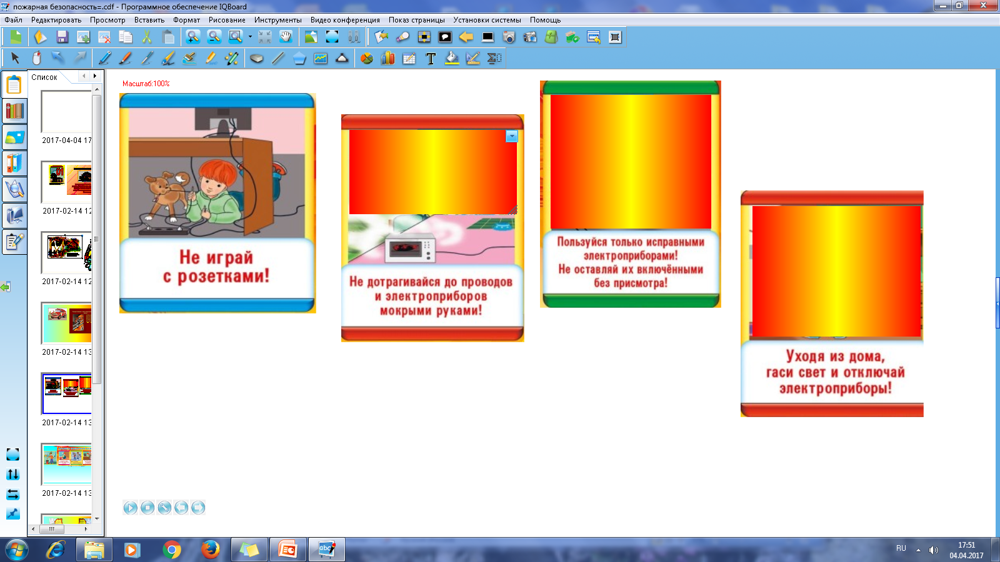 пожарная безопасность=.cdf - Программное обеспечение IQBoard
Файл Редактировать Просмотр Вставить Формат Рисование Инструменты Видео конференция Показ страницы Установки системы Помощь
Список
2017-04-04 17
2017-02-14 12
2017-02-14 12
2017-02-14 13
2017-02-14 13
2017-02-14 13
Масштаб:100%
Не играй
с розетками!
Не дотрагивайся до проводов
и электроприборов
мокрыми руками!
Пользуйся только исправными
электроприборами!
Не оставляй их включёнными
без присмотра!
Уходя из дома,
гаси свет и отключай
электроприборы!
abc
RU
17:51
04.04.2017